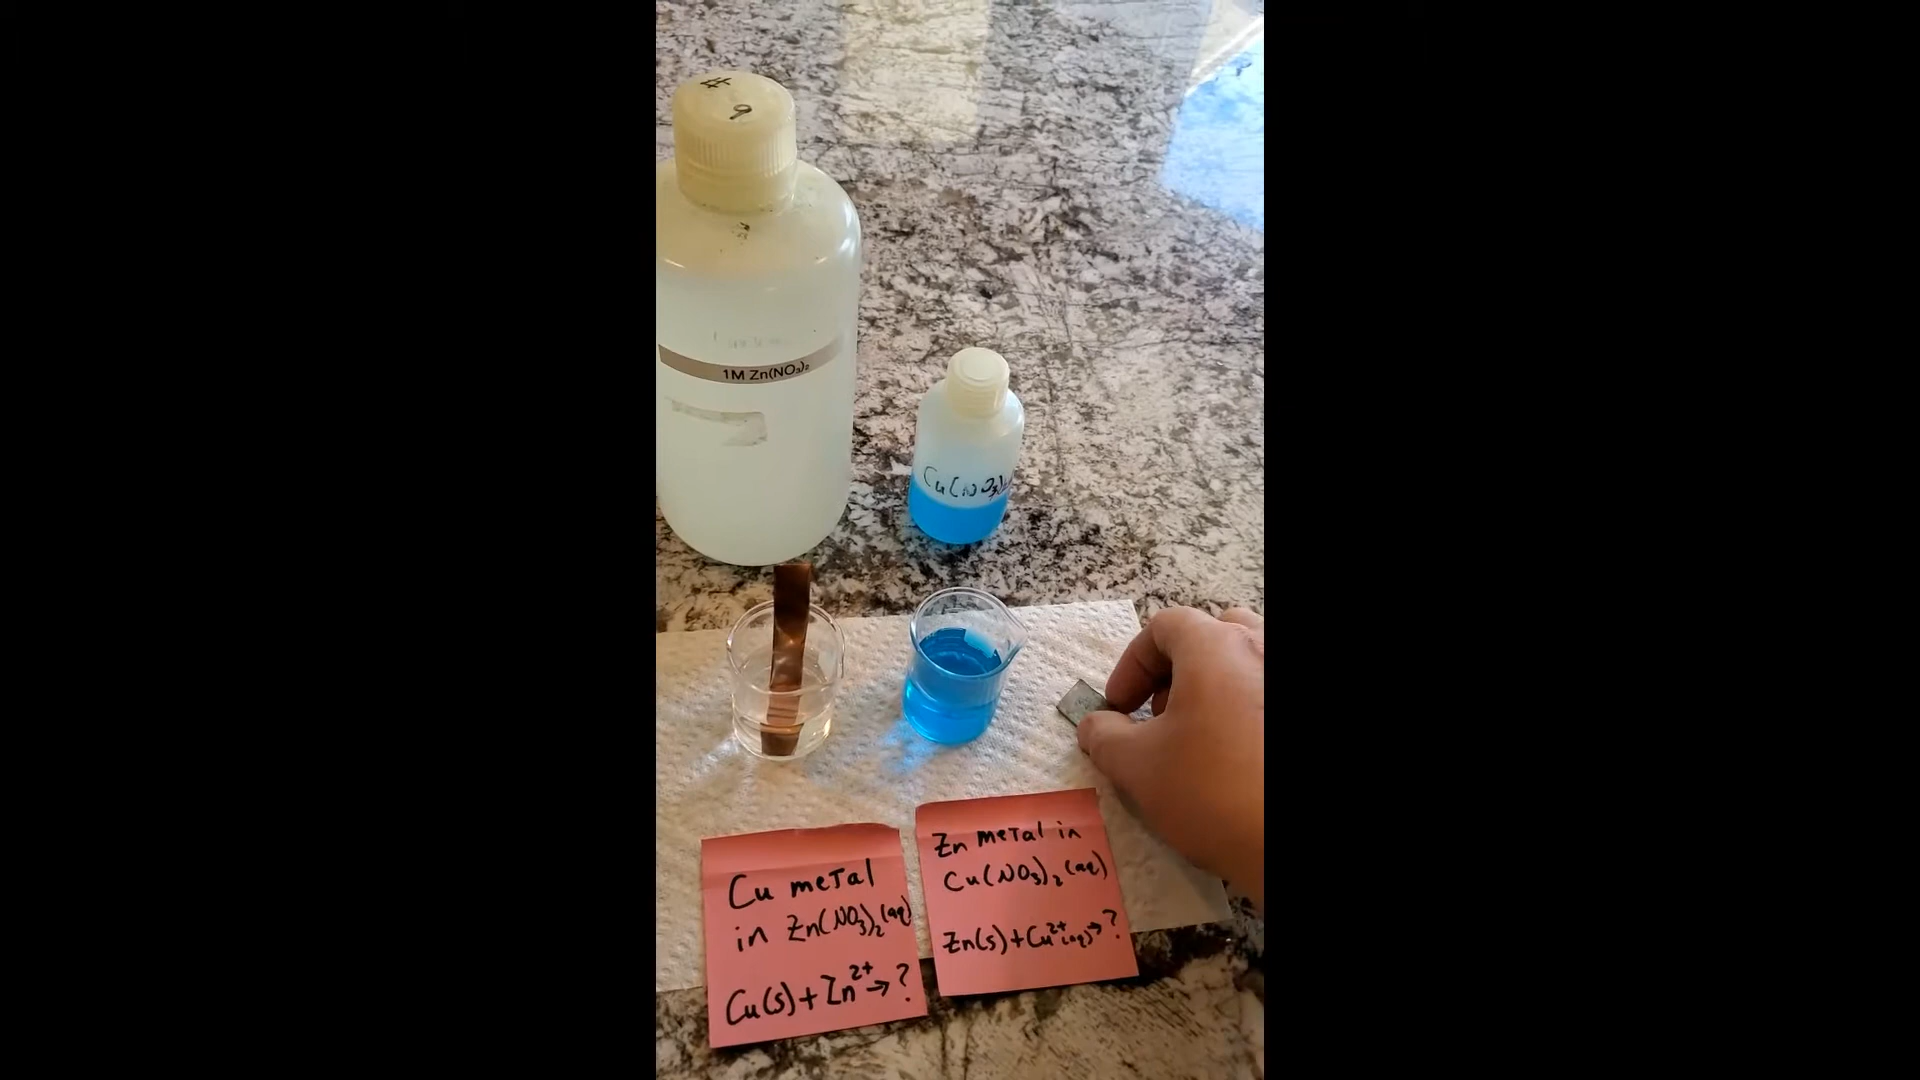 # 9
1M Zn(NO₃)₂
Cu(NO₃)₂
Cu metal
in Zn(NO₃)₂(aq)
Cu(s)+Zn²⁺→?
Zn metal in
Cu(NO₃)₂(aq)
Zn(s)+Cu²⁺(aq)→?